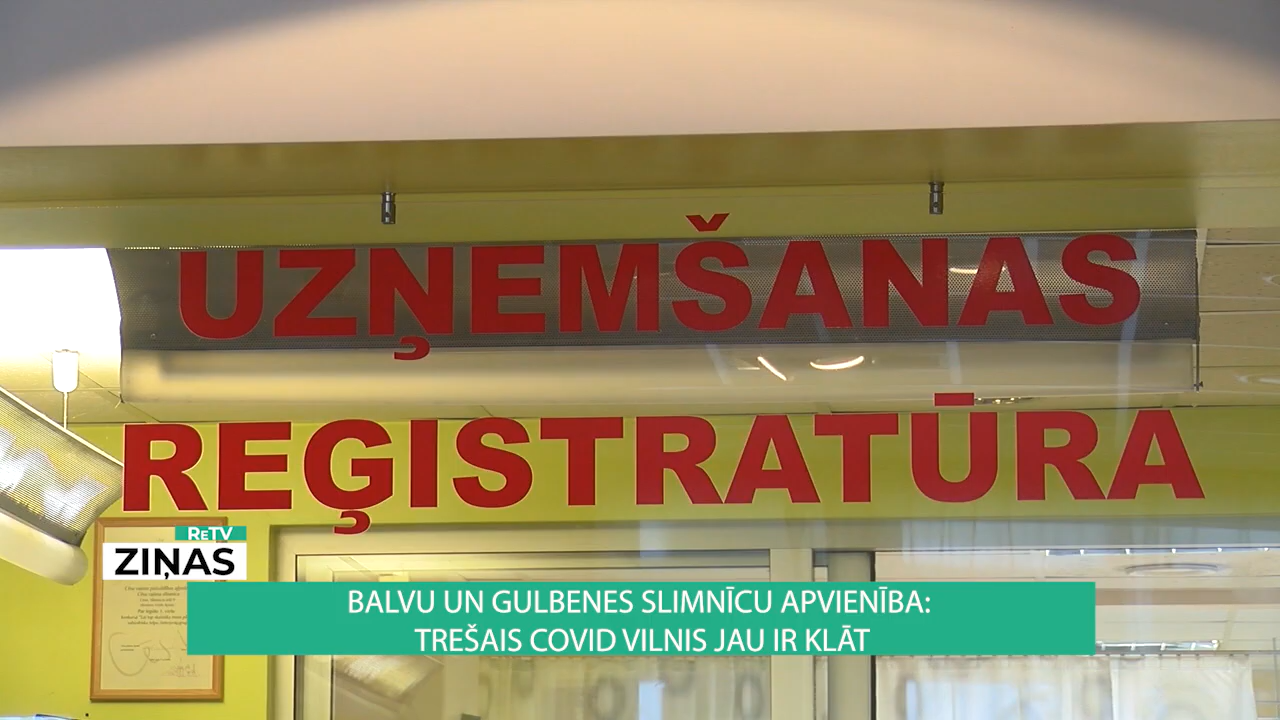 UZŅEMŠANAS
REĢISTRATŪRA
ReTV
ZIŅAS
BALVU UN GULBENES SLIMNĪCU APVIENĪBA:
TREŠAIS COVID VILNIS JAU IR KLĀT